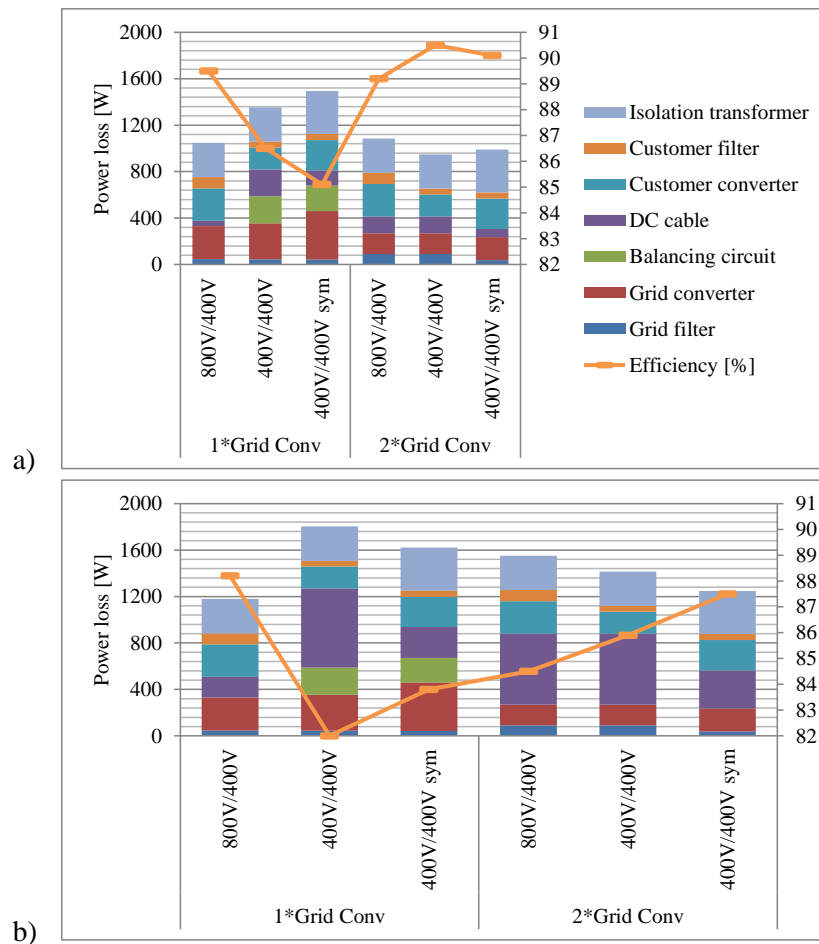 2000
1600
1200
800
400
0
Power loss [W]
91
90
89
88
87
86
85
84
83
82
800V/400V
400V/400V
400V/400V sym
800V/400V
400V/400V
400V/400V sym
1*Grid Conv
2*Grid Conv
Isolation transformer
Customer filter
Customer converter
DC cable
Balancing circuit
Grid converter
Grid filter
Efficiency [%]
a)
2000
1600
1200
800
400
0
Power loss [W]
91
90
89
88
87
86
85
84
83
82
800V/400V
400V/400V
400V/400V sym
800V/400V
400V/400V
400V/400V sym
1*Grid Conv
2*Grid Conv
b)